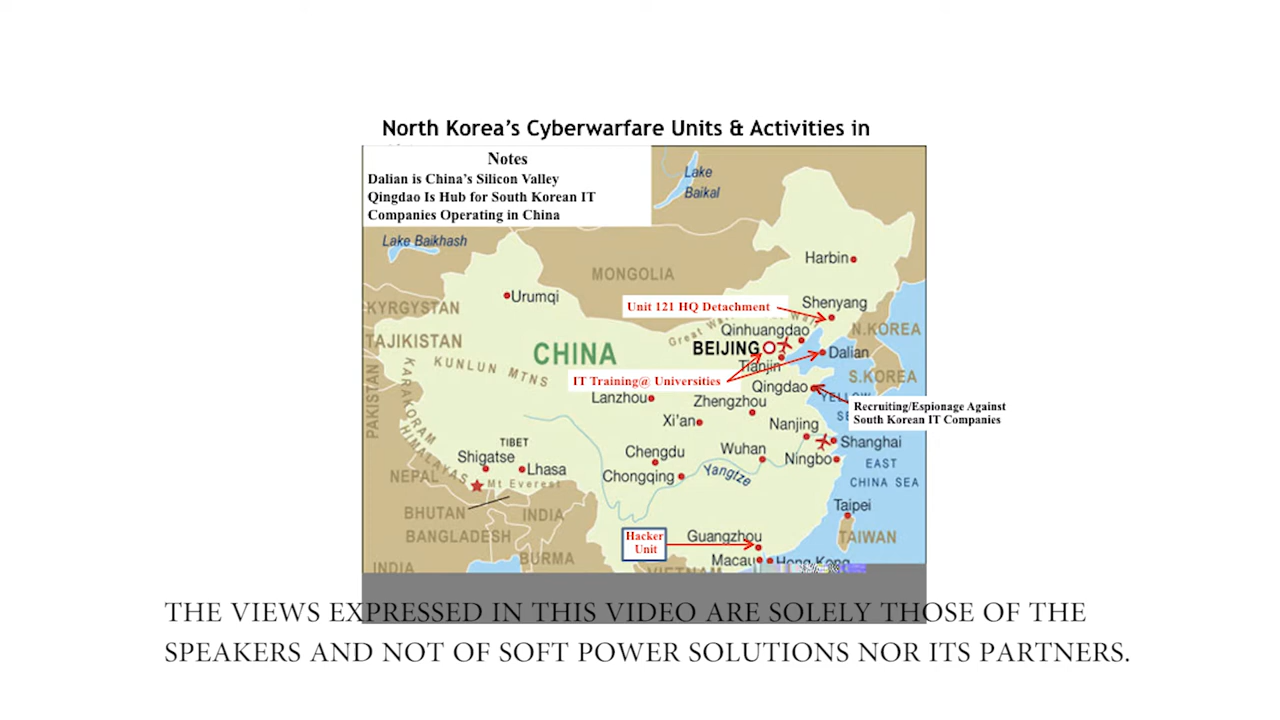 North Korea's Cyberwarfare Units & Activities in
Notes
Dalian is China's Silicon Valley
Qingdao Is Hub for South Korean IT
Companies Operating in China
Lake
Baikal
Lake Baikhash
Harbin
MONGOLIA
Urumqi
Shenyang
Unit 121 HQ Detachment
KYRGYSTAN
Great Wall
Qinhuangdao
N.KOREA
TAJIKISTAN
BEIJING
Dalian
CHINA
KUNLUN MTNS
Tianjin
IT Training@ Universities
S.KOREA
Qingdao
KARAKORAM
PAKISTAN
Lanzhou
Zhengzhou
YELLOW
Recruiting/Espionage Against
South Korean IT Companies
Xi'an
Nanjing
TIBET
Shanghai
Chengdu
Wuhan
Shigatse
Ningbo
Lhasa
Chongqing
Yangtze
EAST
CHINA SEA
HIMALAYAS
NEPAL
Mt Everest
Taipei
BHUTAN
INDIA
BANGLADESH
Hacker
Unit
Guangzhou
TAIWAN
BURMA
Macau
Hong Kong
INDIA
VIETNAM
THE VIEWS EXPRESSED IN THIS VIDEO ARE SOLELY THOSE OF THE
SPEAKERS AND NOT OF SOFT POWER SOLUTIONS NOR ITS PARTNERS.